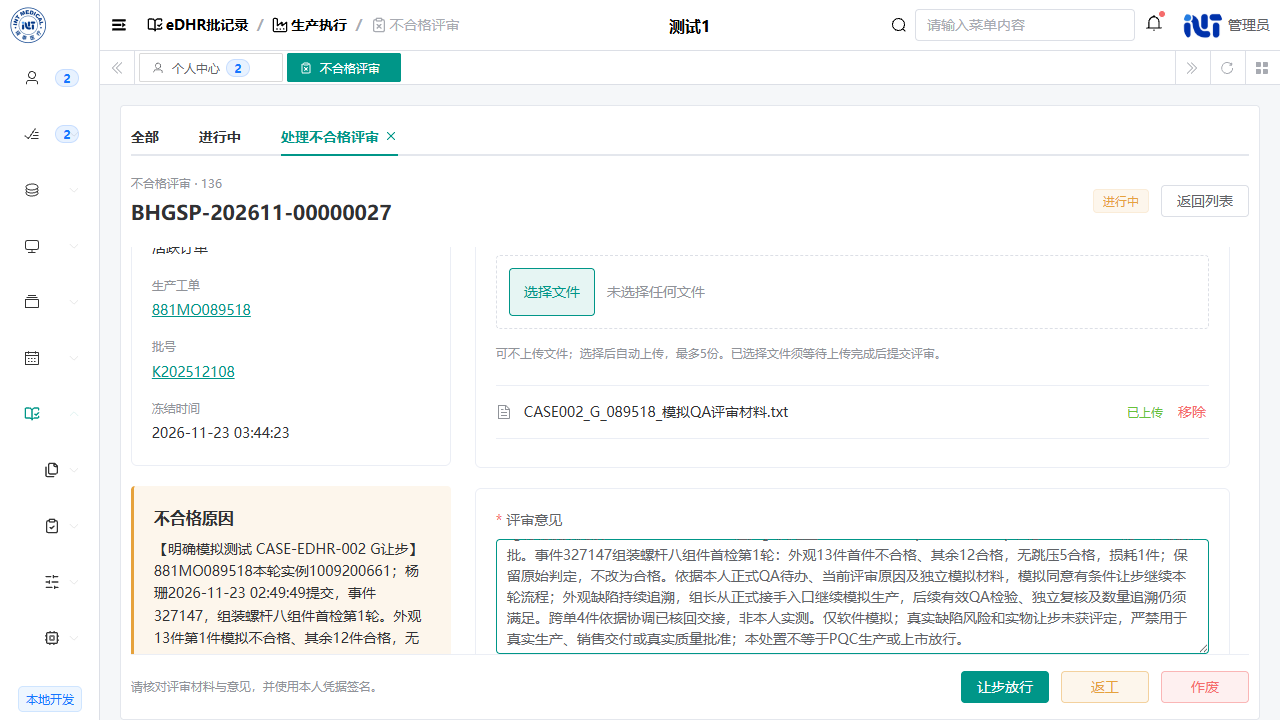 eDHR批记录 / 生产执行 / 不合格评审
测试1
请输入菜单内容
管理员
个人中心 2
不合格评审
2
2
本地开发
全部
进行中
处理不合格评审
不合格评审 · 136
BHGSP-202611-00000027
进行中
返回列表
活跃订单
生产工单
881MO089518
批号
K202512108
冻结时间
2026-11-23 03:44:23
不合格原因
【明确模拟测试 CASE-EDHR-002 G让步】
881MO089518本轮实例1009200661；杨
珊2026-11-23 02:49:49提交，事件
327147，组装螺杆八组件首检第1轮。外观
13件第1件模拟不合格、其余12件合格，无
选择文件
未选择任何文件
可不上传文件；选择后自动上传，最多5份。已选择文件须等待上传完成后提交评审。
CASE002_G_089518_模拟QA评审材料.txt
已上传
移除
* 评审意见
批。事件327147组装螺杆八组件首检第1轮：外观13件首件不合格、其余12合格，无跳压5合格，损耗1件；保
留原始判定，不改为合格。依据本人正式QA待办、当前评审原因及独立模拟材料，模拟同意有条件让步继续本
轮流程；外观缺陷持续追溯，组长从正式接手入口继续模拟生产，后续有效QA检验、独立复核及数量追溯仍须
满足。跨单4件依据协调已核回交接，非本人实测。仅软件模拟；真实缺陷风险和实物让步未获评定，严禁用于
真实生产、销售交付或真实质量批准；本处置不等于PQC生产或上市放行。
请核对评审材料与意见，并使用本人凭据签名。
让步放行
返工
作废